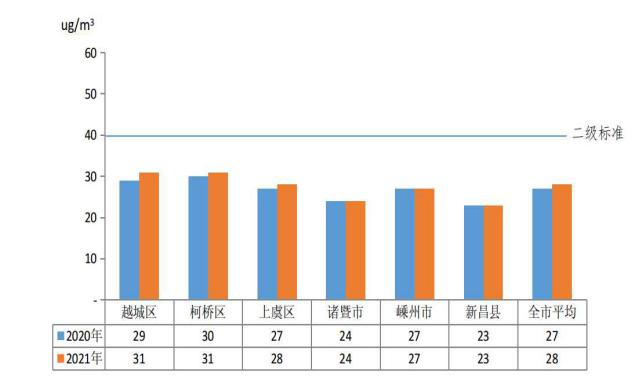 ug/m³
60
50
40
二级标准
30
20
10
-
越城区 柯桥区 上虞区 诸暨市 嵊州市 新昌县 全市平均
2020年 29 30 27 24 27 23 27
2021年 31 31 28 24 27 23 28